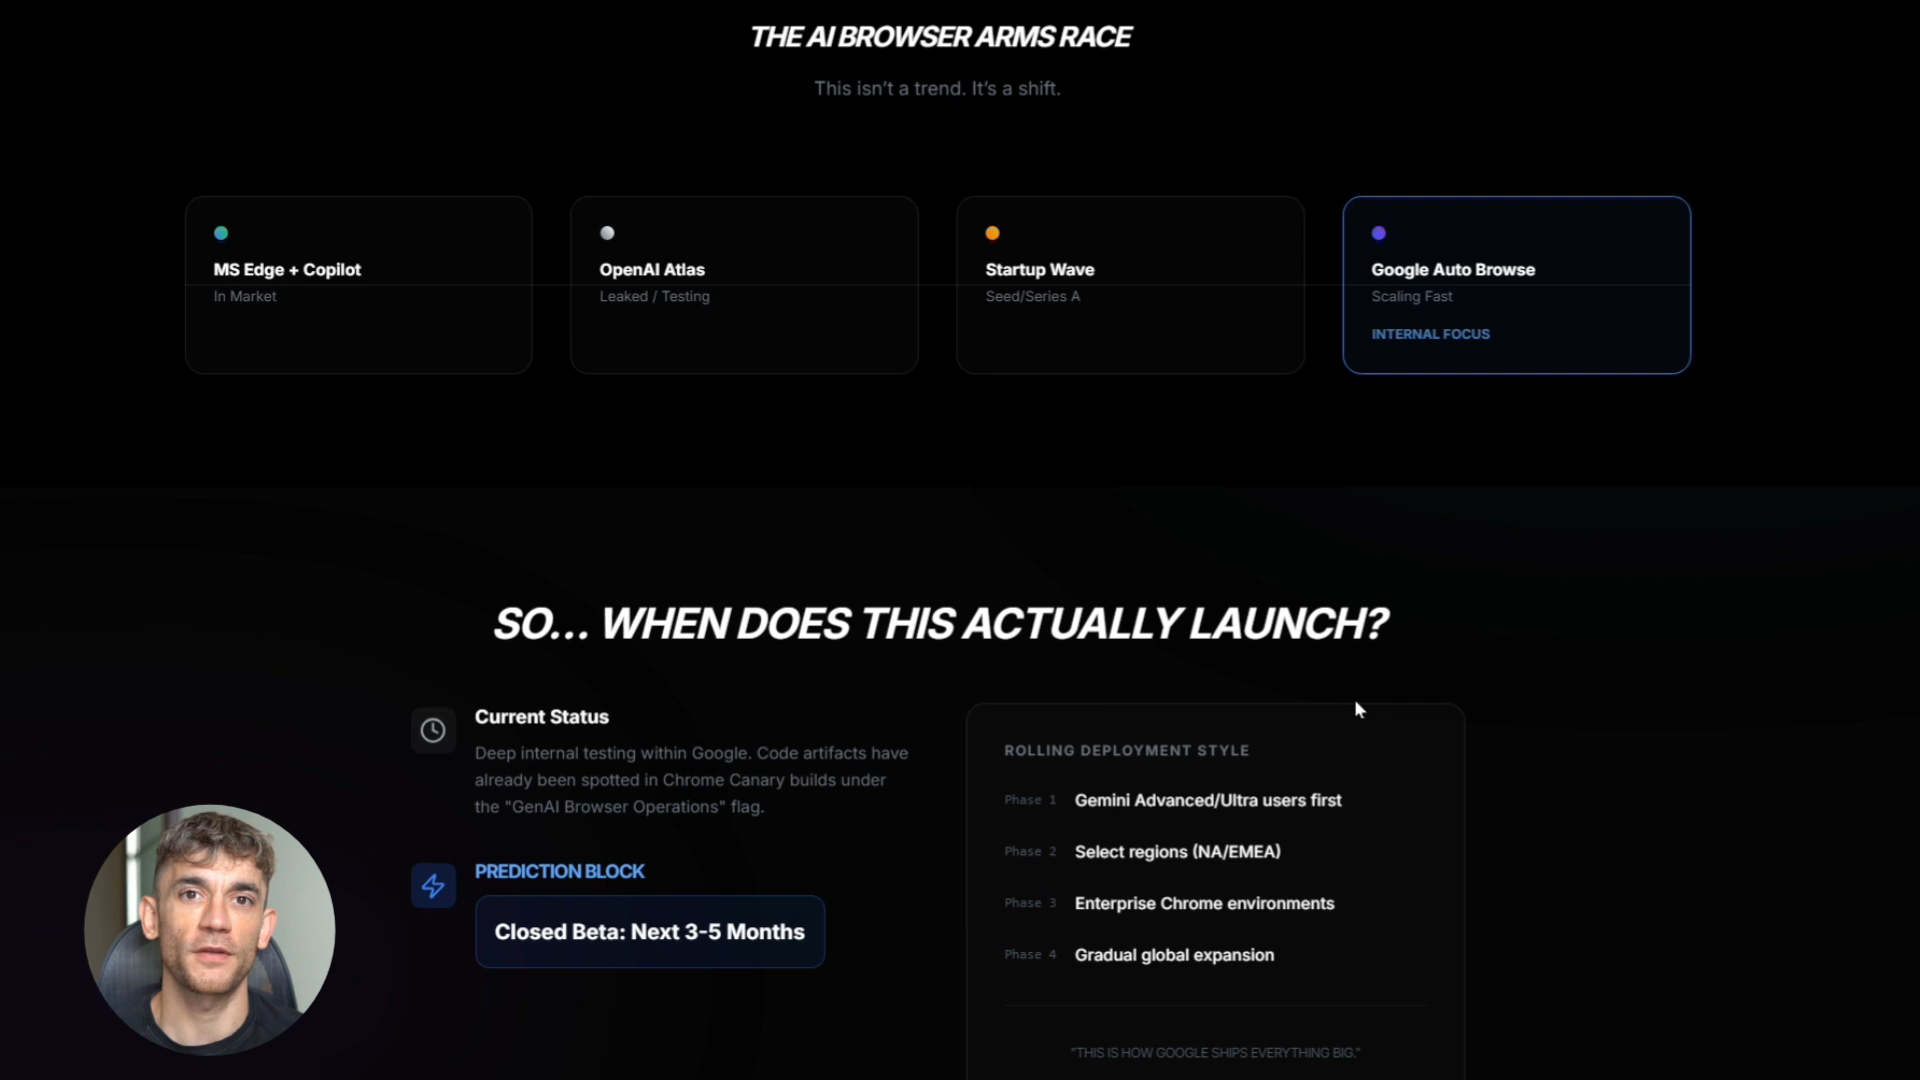 THE AI BROWSER ARMS RACE
This isn’t a trend. It’s a shift.
MS Edge + Copilot
In Market
OpenAI Atlas
Leaked / Testing
Startup Wave
Seed/Series A
Google Auto Browse
Scaling Fast
INTERNAL FOCUS
SO... WHEN DOES THIS ACTUALLY LAUNCH?
Current Status
Deep internal testing within Google. Code artifacts have
already been spotted in Chrome Canary builds under
the "GenAI Browser Operations" flag.
PREDICTION BLOCK
Closed Beta: Next 3-5 Months
ROLLING DEPLOYMENT STYLE
Phase 1 Gemini Advanced/Ultra users first
Phase 2 Select regions (NA/EMEA)
Phase 3 Enterprise Chrome environments
Phase 4 Gradual global expansion
"THIS IS HOW GOOGLE SHIPS EVERYTHING BIG."